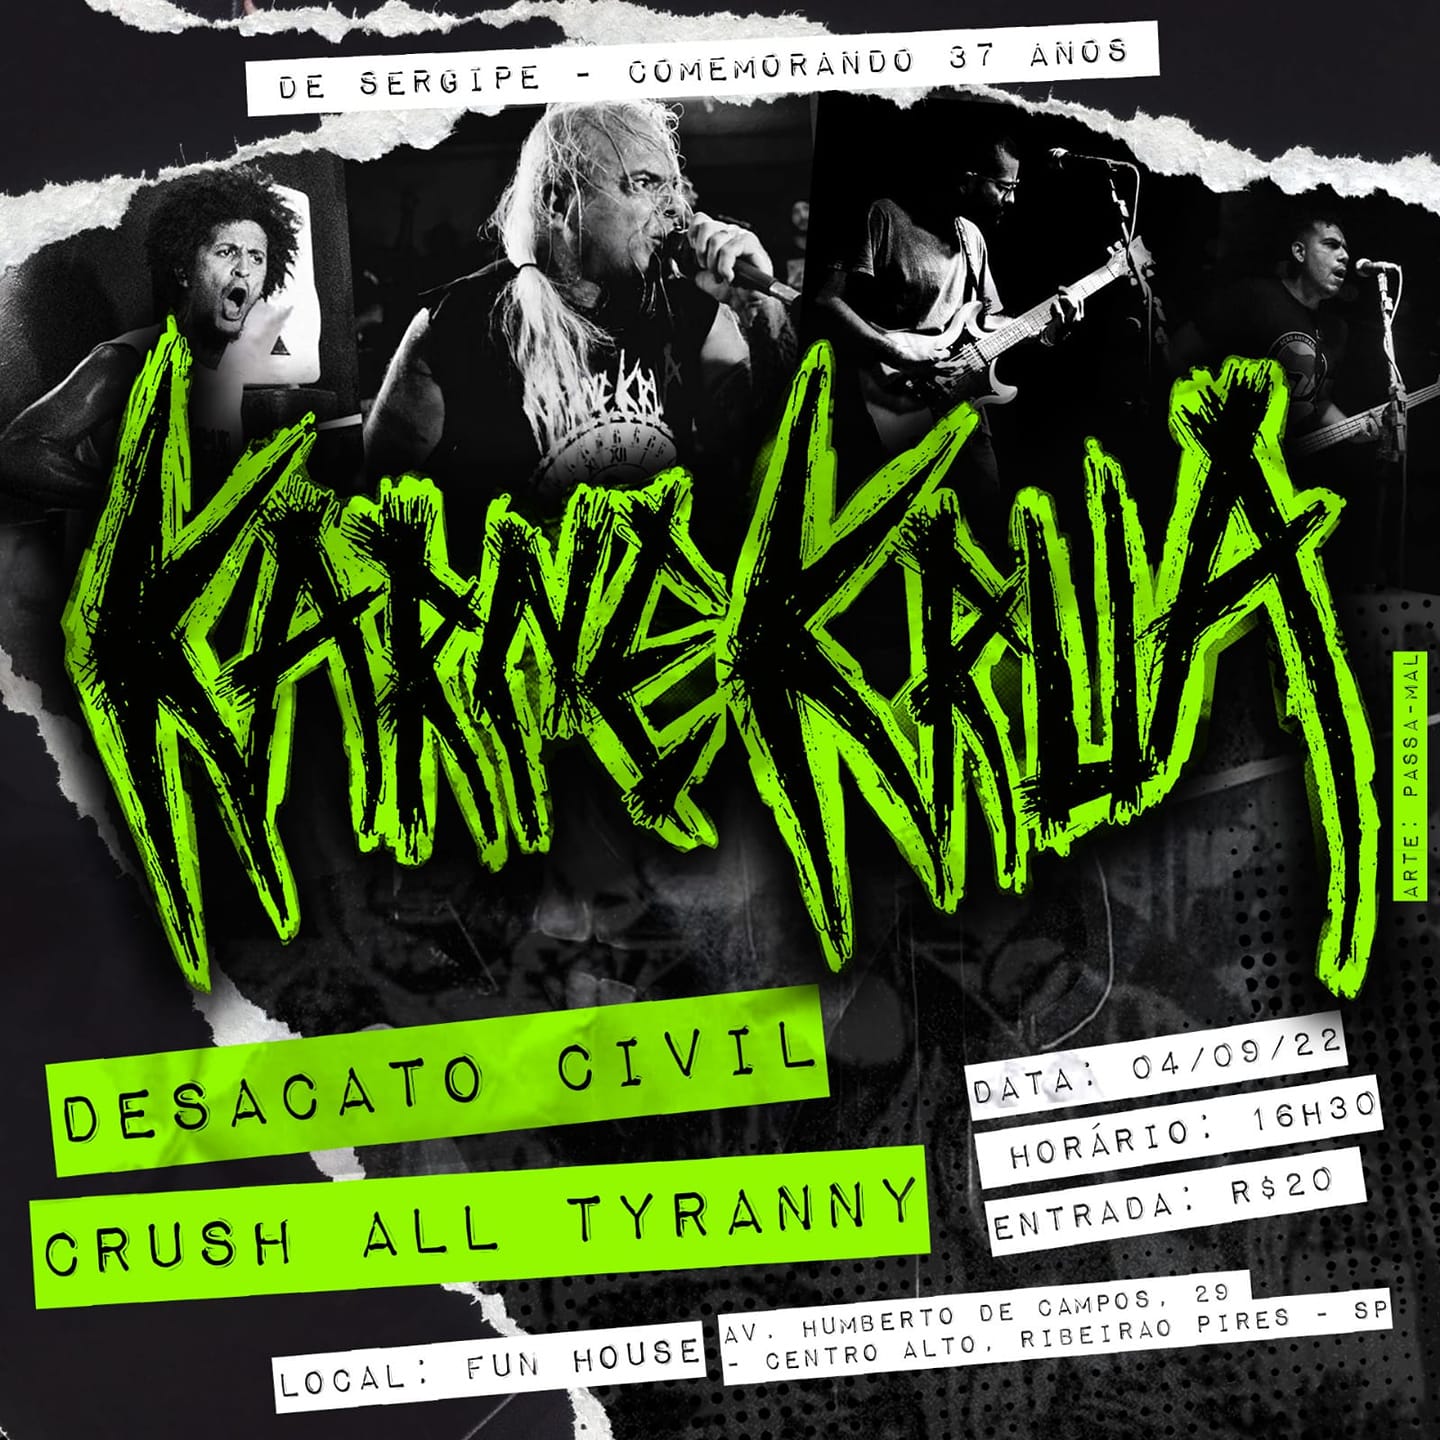 DE SERGIPE - COMEMORANDO 37 ANOS
KARNE KRUA
ARTE: PASSA-MAL
DESACATO CIVIL
CRUSH ALL TYRANNY
DATA: 04/09/22
HORÁRIO: 16H30
ENTRADA: R$20
LOCAL: FUN HOUSE
AV. HUMBERTO DE CAMPOS, 29
- CENTRO ALTO, RIBEIRAO PIRES - SP